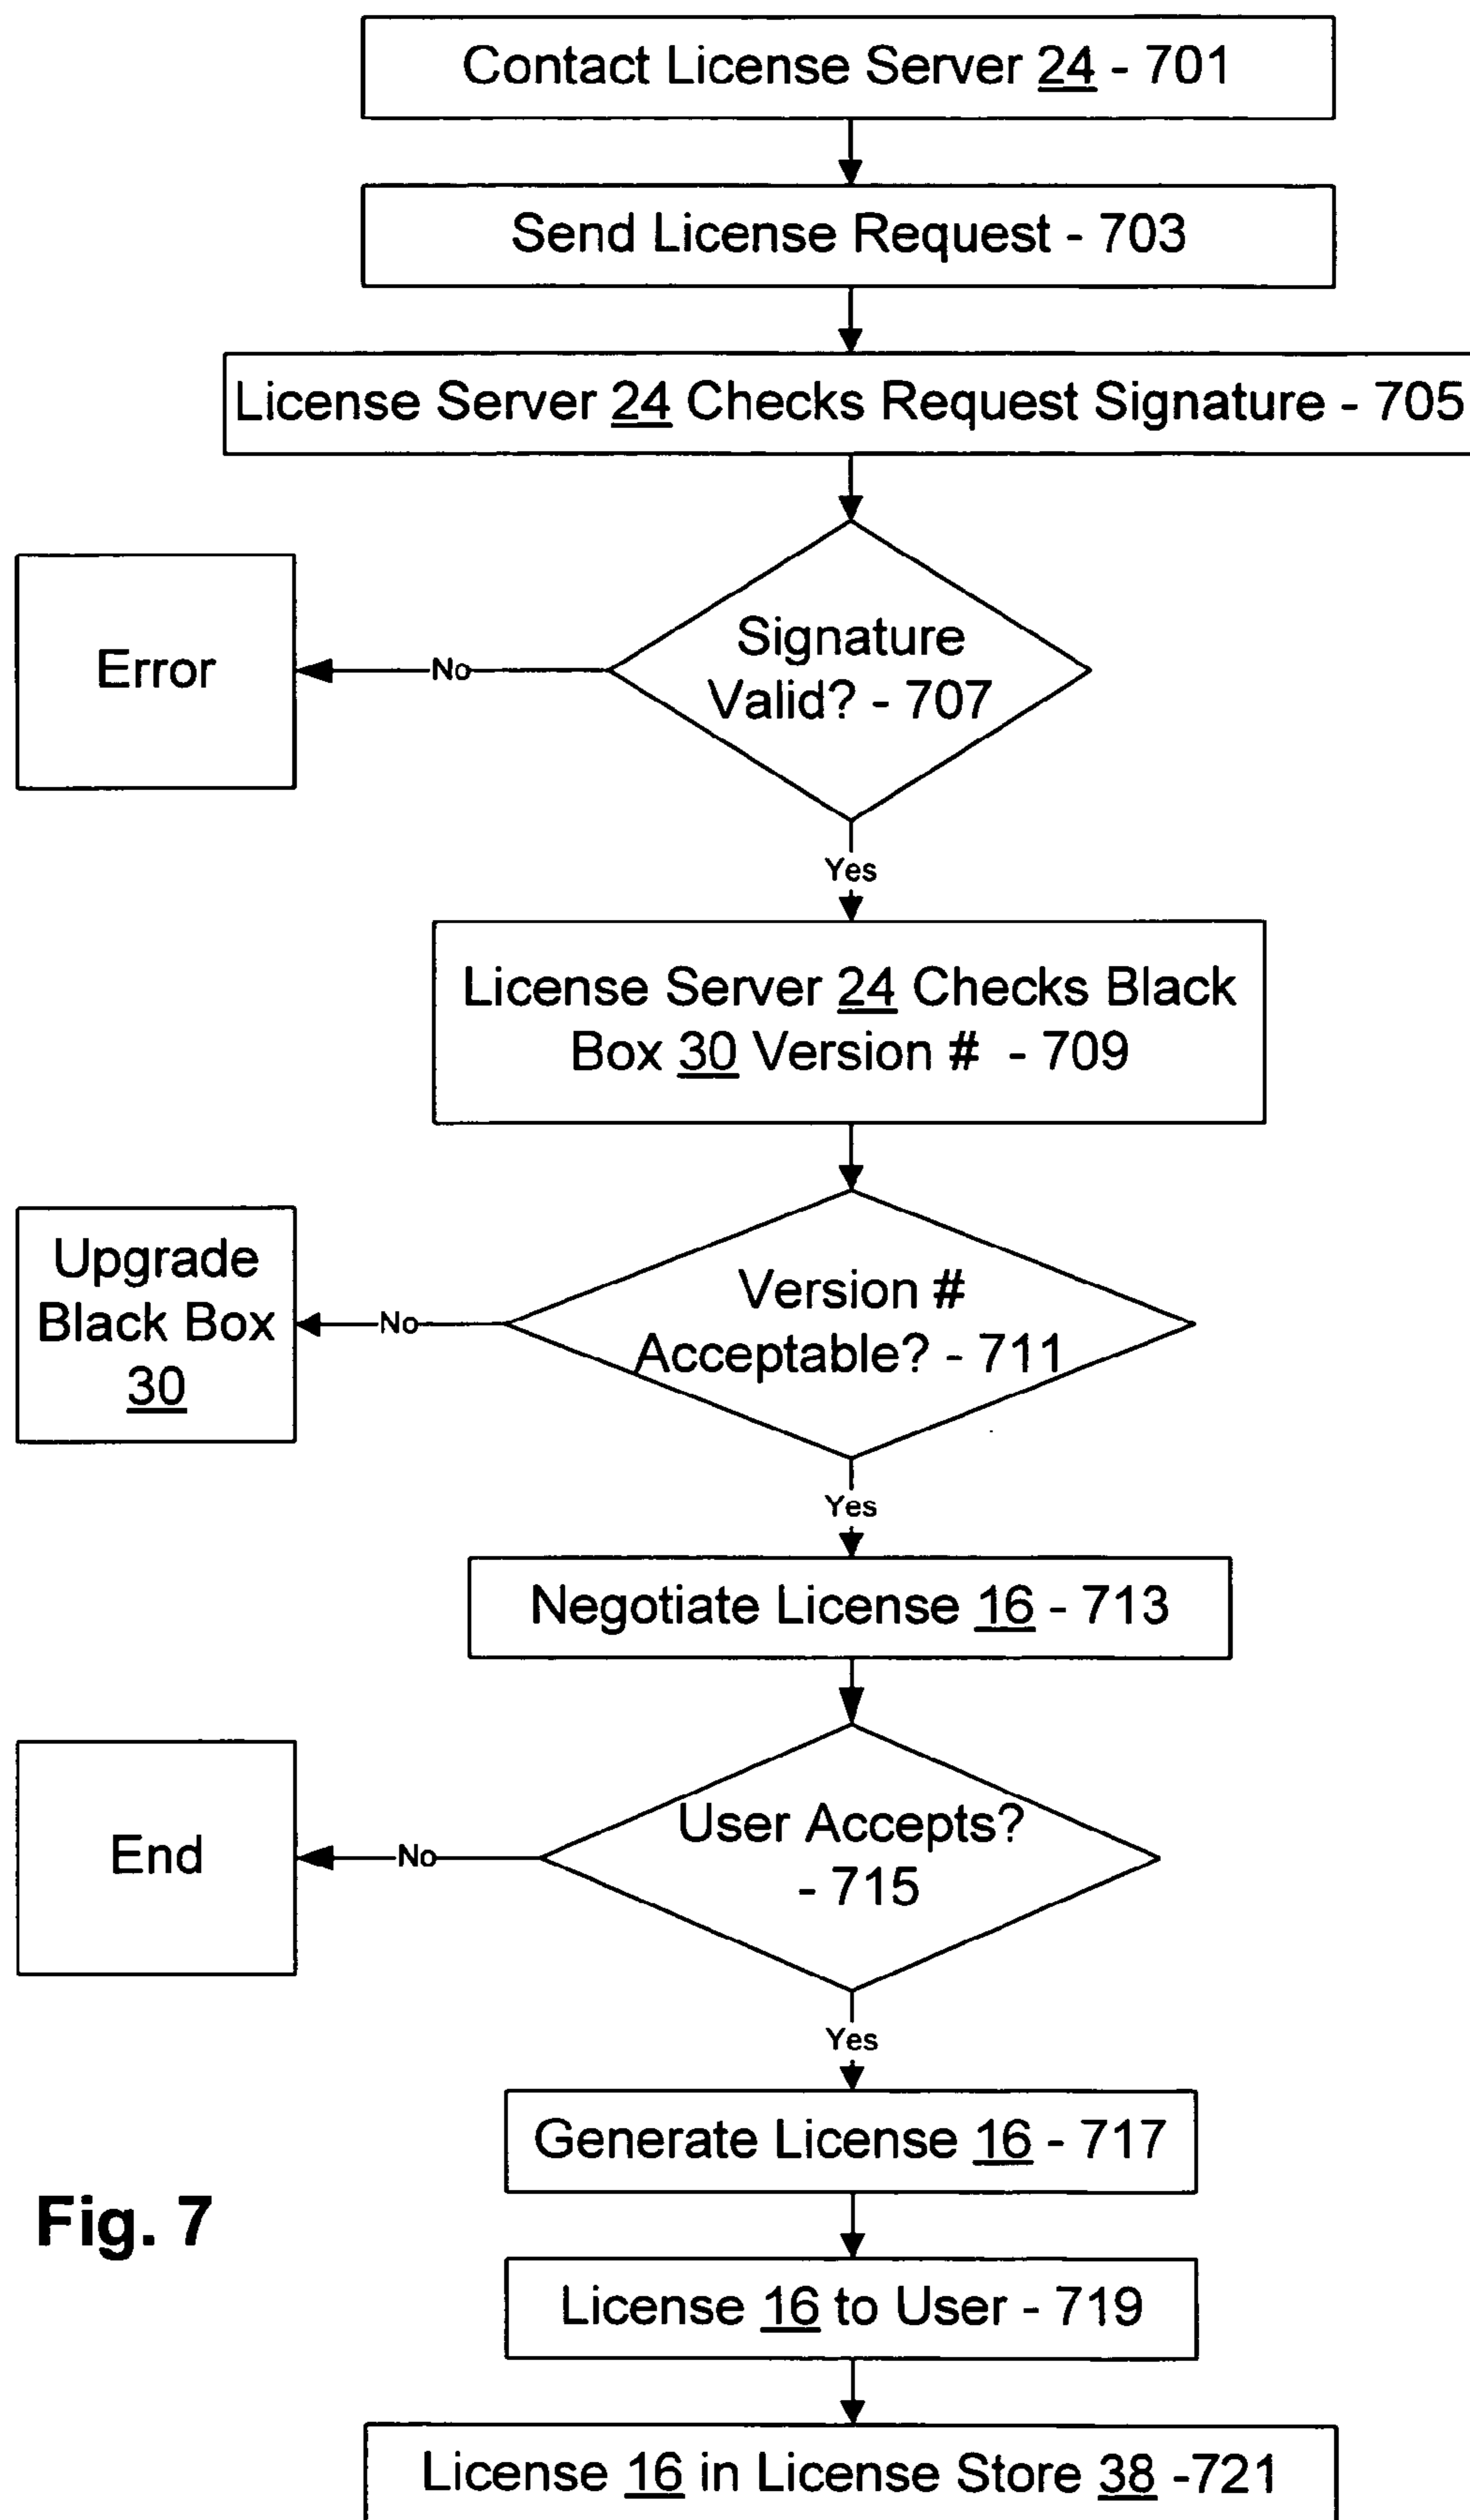 Contact License Server 24 - 701
Send License Request - 703
License Server 24 Checks Request Signature - 705
Signature
Valid? - 707
No
Error
Yes
License Server 24 Checks Black
Box 30 Version # - 709
Version #
Acceptable? - 711
No
Upgrade
Black Box
30
Yes
Negotiate License 16 - 713
User Accepts?
- 715
No
End
Yes
Generate License 16 - 717
Fig. 7
License 16 to User - 719
License 16 in License Store 38 -721